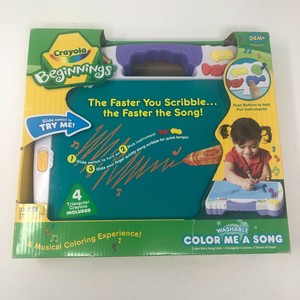 Crayola
Beginnings
24M+
Slide switch to
TRY ME!
Push Buttons to Add
Fun Instruments!
The Faster You Scribble...
the Faster the Song!
4
Triangular
Crayons
INCLUDED
A Musical Coloring Experience!
WASHABLE
COLOR ME A SONG